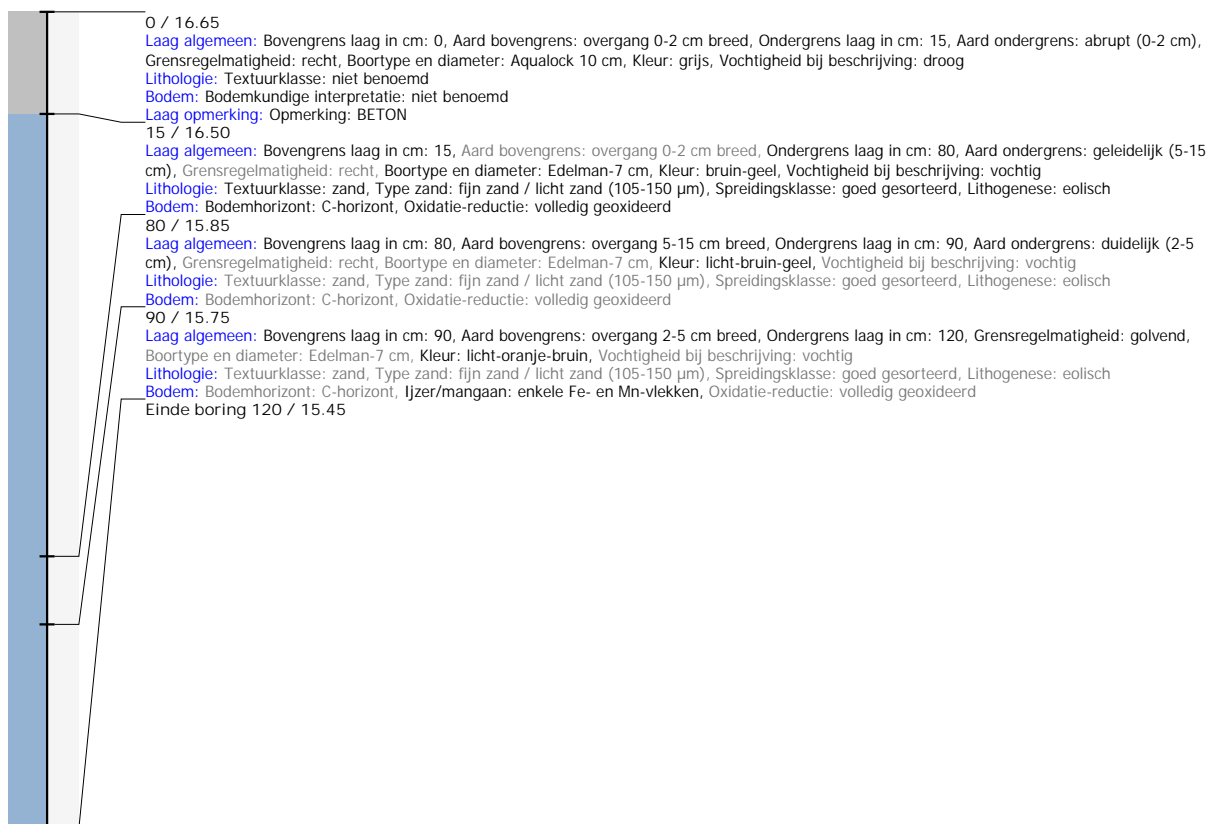 0 / 16.65
Laag algemeen: Bovengrens laag in cm: 0, Aard bovengrens: overgang 0-2 cm breed, Ondergrens laag in cm: 15, Aard ondergrens: abrupt (0-2 cm),
Grensregelmatigheid: recht, Boortype en diameter: Aqualock 10 cm, Kleur: grijs, Vochtigheid bij beschrijving: droog
Lithologie: Textuurklasse: niet benoemd
Bodem: Bodemkundige interpretatie: niet benoemd
Laag opmerking: Opmerking: BETON
15 / 16.50
Laag algemeen: Bovengrens laag in cm: 15, Aard bovengrens: overgang 0-2 cm breed, Ondergrens laag in cm: 80, Aard ondergrens: geleidelijk (5-15
cm), Grensregelmatigheid: recht, Boortype en diameter: Edelman-7 cm, Kleur: bruin-geel, Vochtigheid bij beschrijving: vochtig
Lithologie: Textuurklasse: zand, Type zand: fijn zand / licht zand (105-150 µm), Spreidingsklasse: goed gesorteerd, Lithogenese: eolisch
Bodem: Bodemhorizont: C-horizont, Oxidatie-reductie: volledig geoxideerd
80 / 15.85
Laag algemeen: Bovengrens laag in cm: 80, Aard bovengrens: overgang 5-15 cm breed, Ondergrens laag in cm: 90, Aard ondergrens: duidelijk (2-5
cm), Grensregelmatigheid: recht, Boortype en diameter: Edelman-7 cm, Kleur: licht-bruin-geel, Vochtigheid bij beschrijving: vochtig
Lithologie: Textuurklasse: zand, Type zand: fijn zand / licht zand (105-150 µm), Spreidingsklasse: goed gesorteerd, Lithogenese: eolisch
Bodem: Bodemhorizont: C-horizont, Oxidatie-reductie: volledig geoxideerd
90 / 15.75
Laag algemeen: Bovengrens laag in cm: 90, Aard bovengrens: overgang 2-5 cm breed, Ondergrens laag in cm: 120, Grensregelmatigheid: golvend,
Boortype en diameter: Edelman-7 cm, Kleur: licht-oranje-bruin, Vochtigheid bij beschrijving: vochtig
Lithologie: Textuurklasse: zand, Type zand: fijn zand / licht zand (105-150 µm), Spreidingsklasse: goed gesorteerd, Lithogenese: eolisch
Bodem: Bodemhorizont: C-horizont, Ijzer/mangaan: enkele Fe- en Mn-vlekken, Oxidatie-reductie: volledig geoxideerd
Einde boring 120 / 15.45